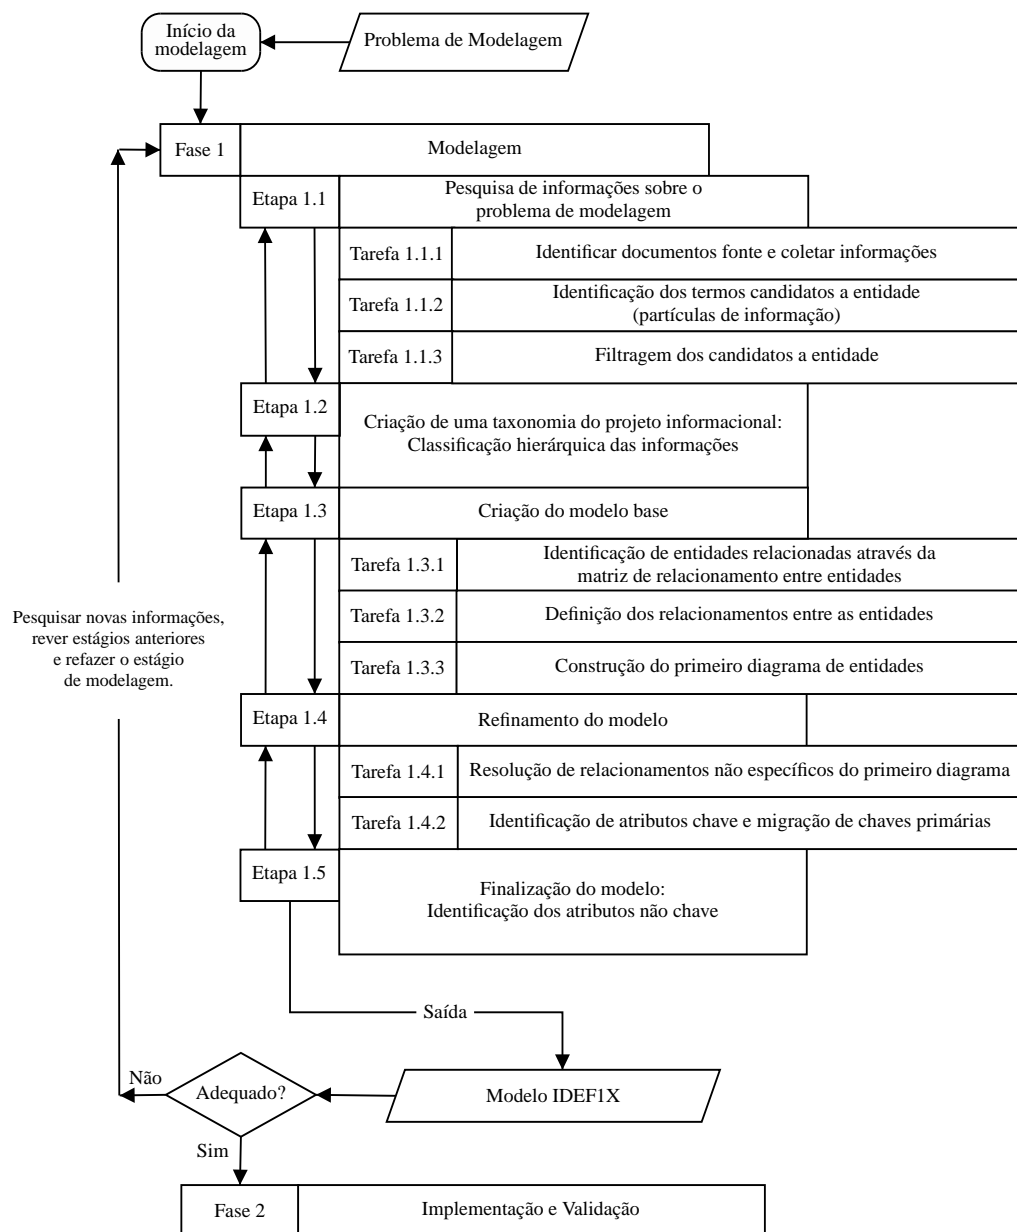 Início da
modelagem
Problema de Modelagem
Fase 1
Modelagem
Etapa 1.1
Pesquisa de informações sobre o
problema de modelagem
Tarefa 1.1.1
Identificar documentos fonte e coletar informações
Tarefa 1.1.2
Identificação dos termos candidatos a entidade
(partículas de informação)
Tarefa 1.1.3
Filtragem dos candidatos a entidade
Etapa 1.2
Criação de uma taxonomia do projeto informacional:
Classificação hierárquica das informações
Etapa 1.3
Criação do modelo base
Tarefa 1.3.1
Identificação de entidades relacionadas através da
matriz de relacionamento entre entidades
Tarefa 1.3.2
Definição dos relacionamentos entre as entidades
Tarefa 1.3.3
Construção do primeiro diagrama de entidades
Pesquisar novas informações,
rever estágios anteriores
e refazer o estágio
de modelagem.
Etapa 1.4
Refinamento do modelo
Tarefa 1.4.1
Resolução de relacionamentos não específicos do primeiro diagrama
Tarefa 1.4.2
Identificação de atributos chave e migração de chaves primárias
Etapa 1.5
Finalização do modelo:
Identificação dos atributos não chave
Saída
Não
Adequado?
Modelo IDEF1X
Sim
Fase 2
Implementação e Validação